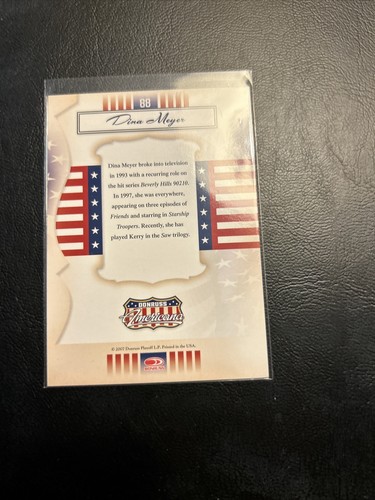 88
Dina Meyer
Dina Meyer broke into television
in 1993 with a recurring role on
the hit series Beverly Hills 90210.
In 1997, she was everywhere,
appearing on three episodes of
Friends and starring in Starship
Troopers. Recently, she has
played Kerry in the Saw trilogy.
DONRUSS
Americana
© 2007 Donruss Playoff L.P. Printed in the USA.
DONRUSS